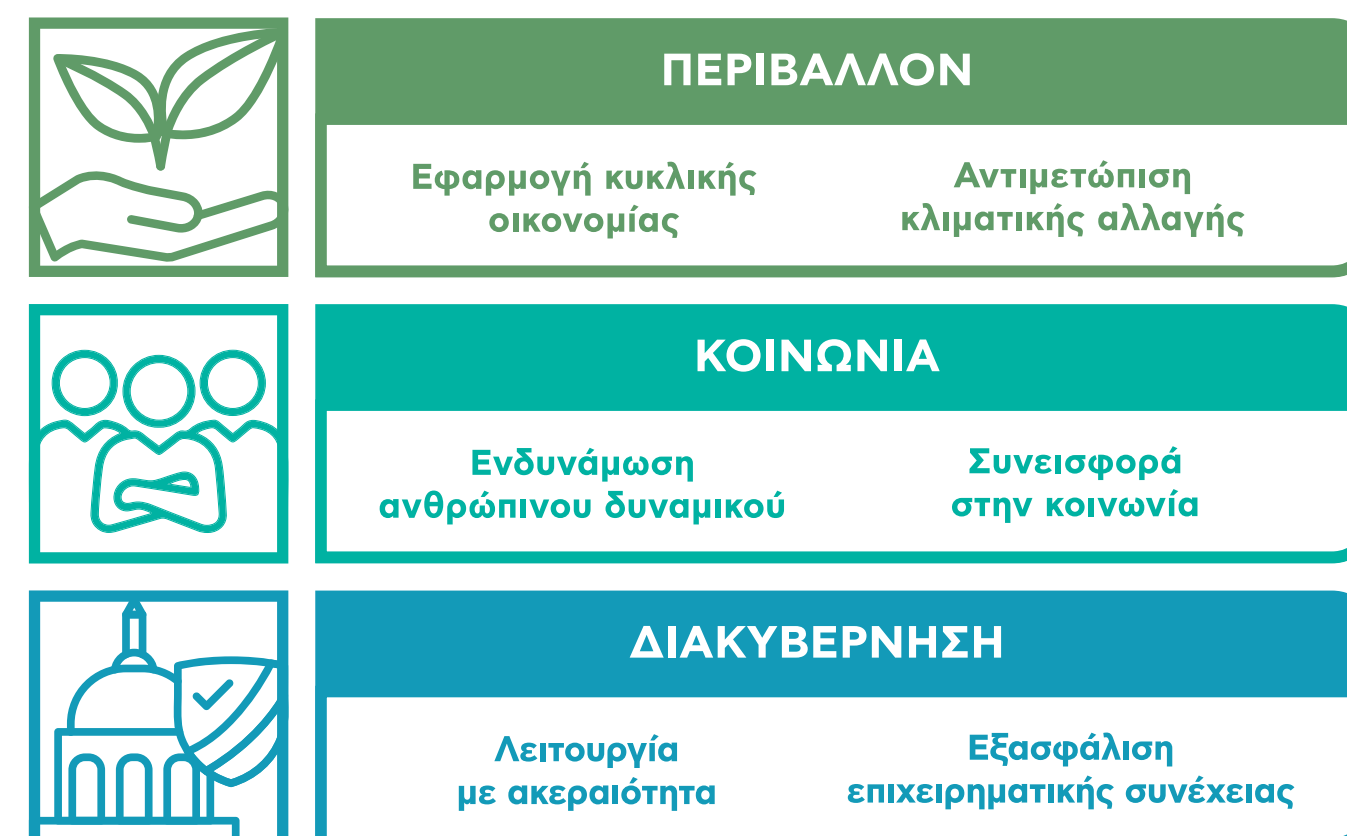 ΠΕΡΙΒΑΛΛΟΝ
Εφαρμογή κυκλικής
οικονομίας
Αντιμετώπιση
κλιματικής αλλαγής
ΚΟΙΝΩΝΙΑ
Ενδυνάμωση
ανθρώπινου δυναμικού
Συνεισφορά
στην κοινωνία
ΔΙΑΚΥΒΕΡΝΗΣΗ
Λειτουργία
με ακεραιότητα
Εξασφάλιση
επιχειρηματικής συνέχειας